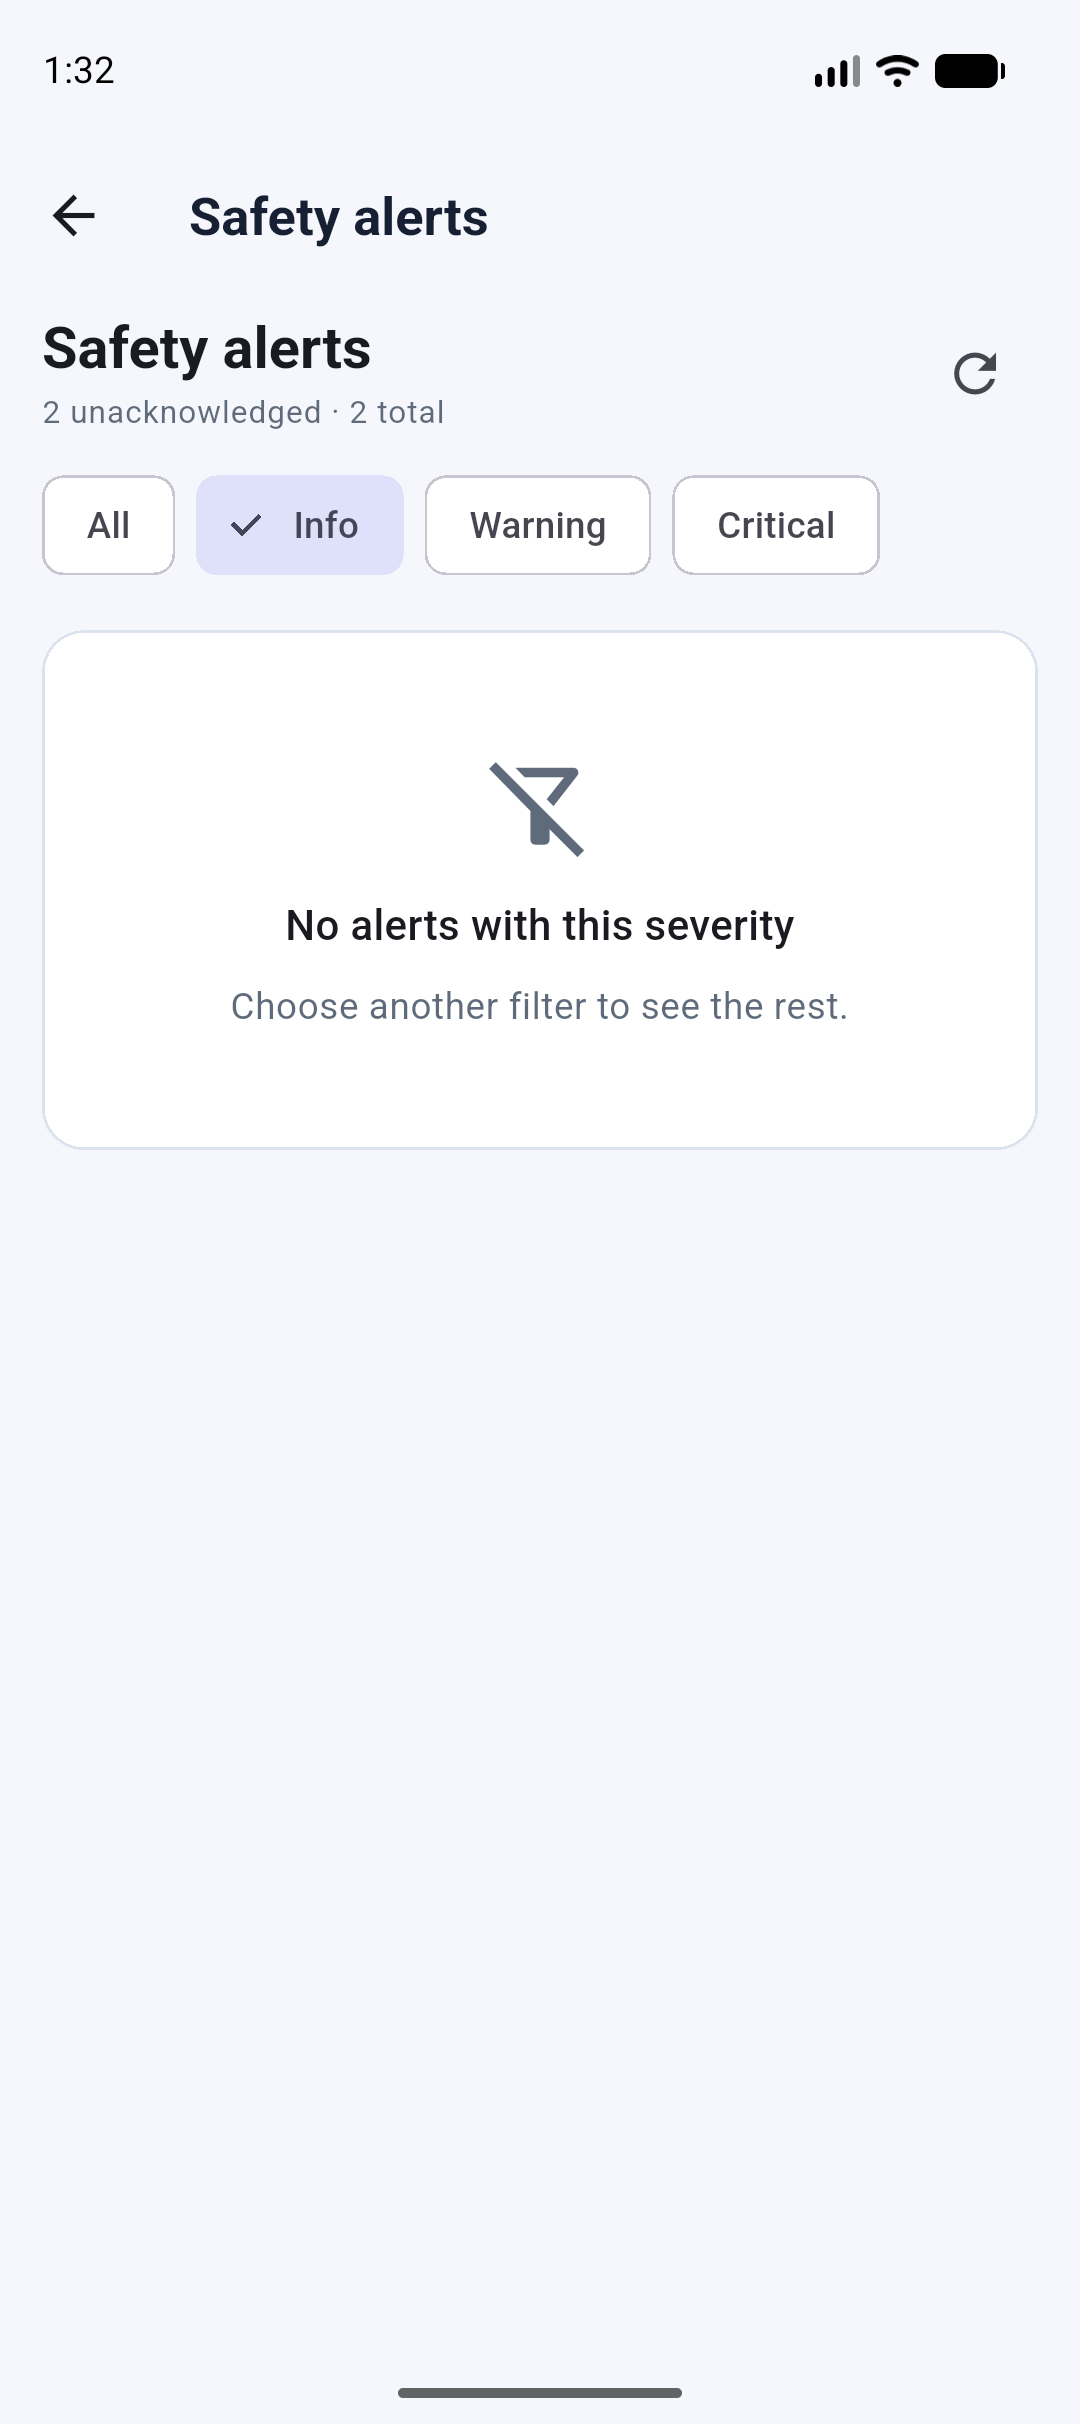 1:32
Safety alerts
Safety alerts
2 unacknowledged · 2 total
All
Info
Warning
Critical
No alerts with this severity
Choose another filter to see the rest.